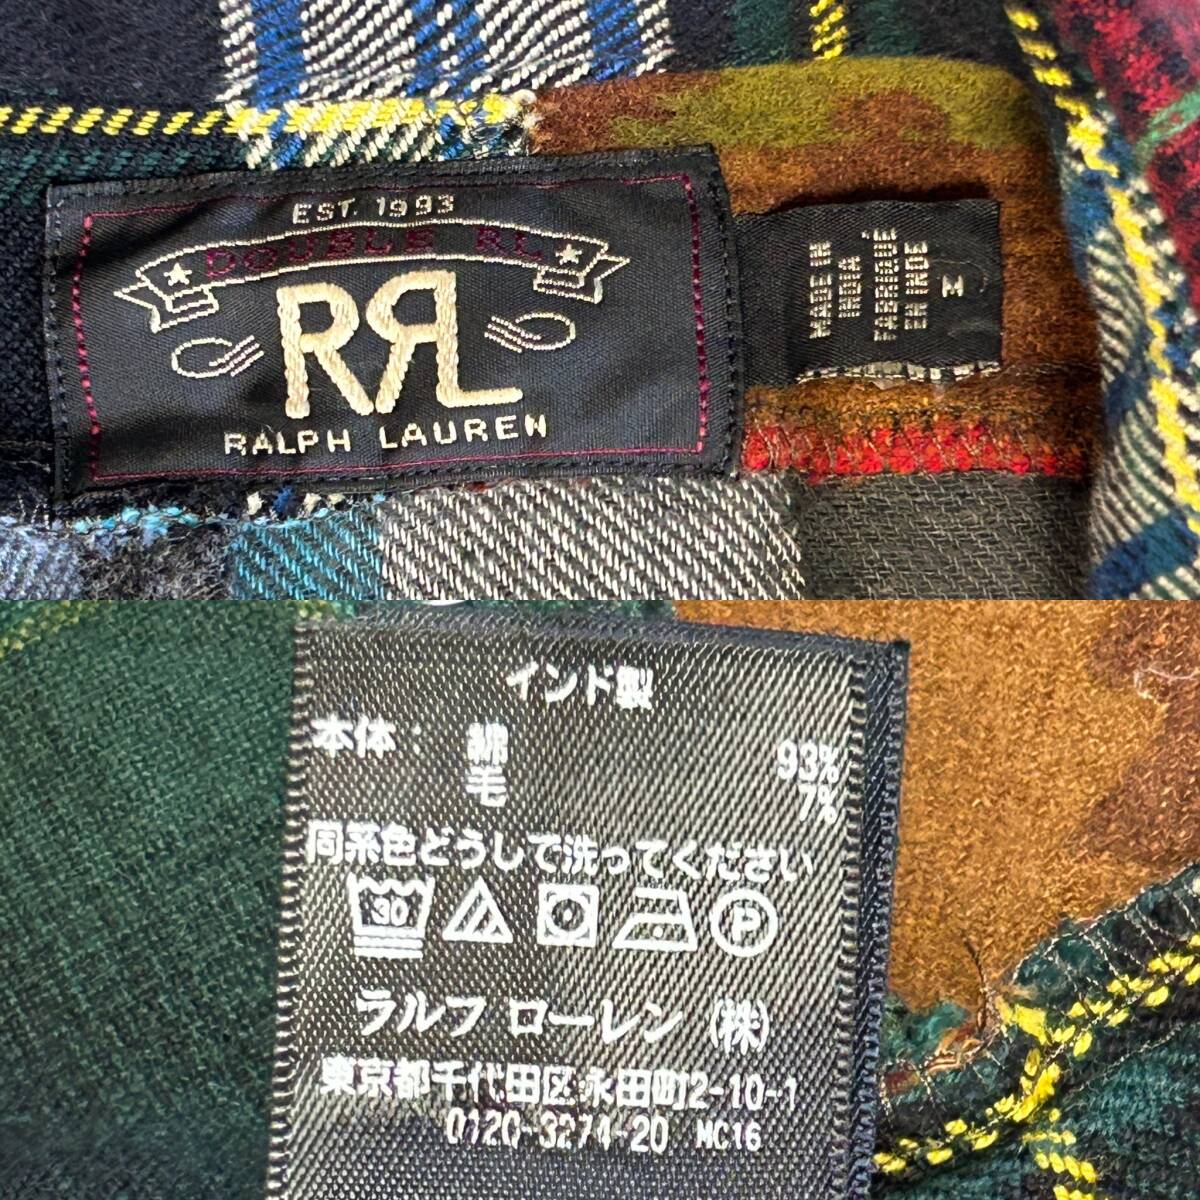 EST. 1993
DOUBLE RL
RRL
RALPH LAUREN
MADE IN
INDIA
FABRIQUÉ
EN INDE
M
インド製
本体: 綿 93%
毛 7%
同系色どうしで洗ってください
30
P
ラルフ ローレン (株)
東京都千代田区永田町2-10-1
0120-3274-20 MC16